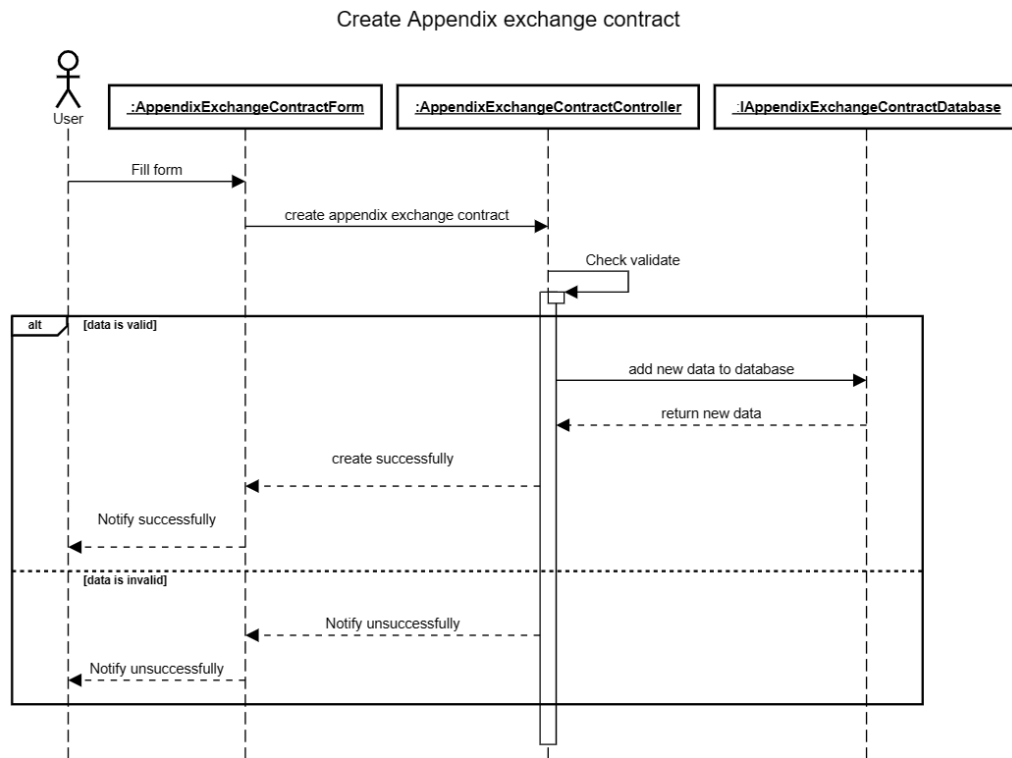 Create Appendix exchange contract
User
:AppendixExchangeContractForm
:AppendixExchangeContractController
:IAppendixExchangeContractDatabase
Fill form
create appendix exchange contract
Check validate
alt
[data is valid]
add new data to database
return new data
create successfully
Notify successfully
[data is invalid]
Notify unsuccessfully
Notify unsuccessfully